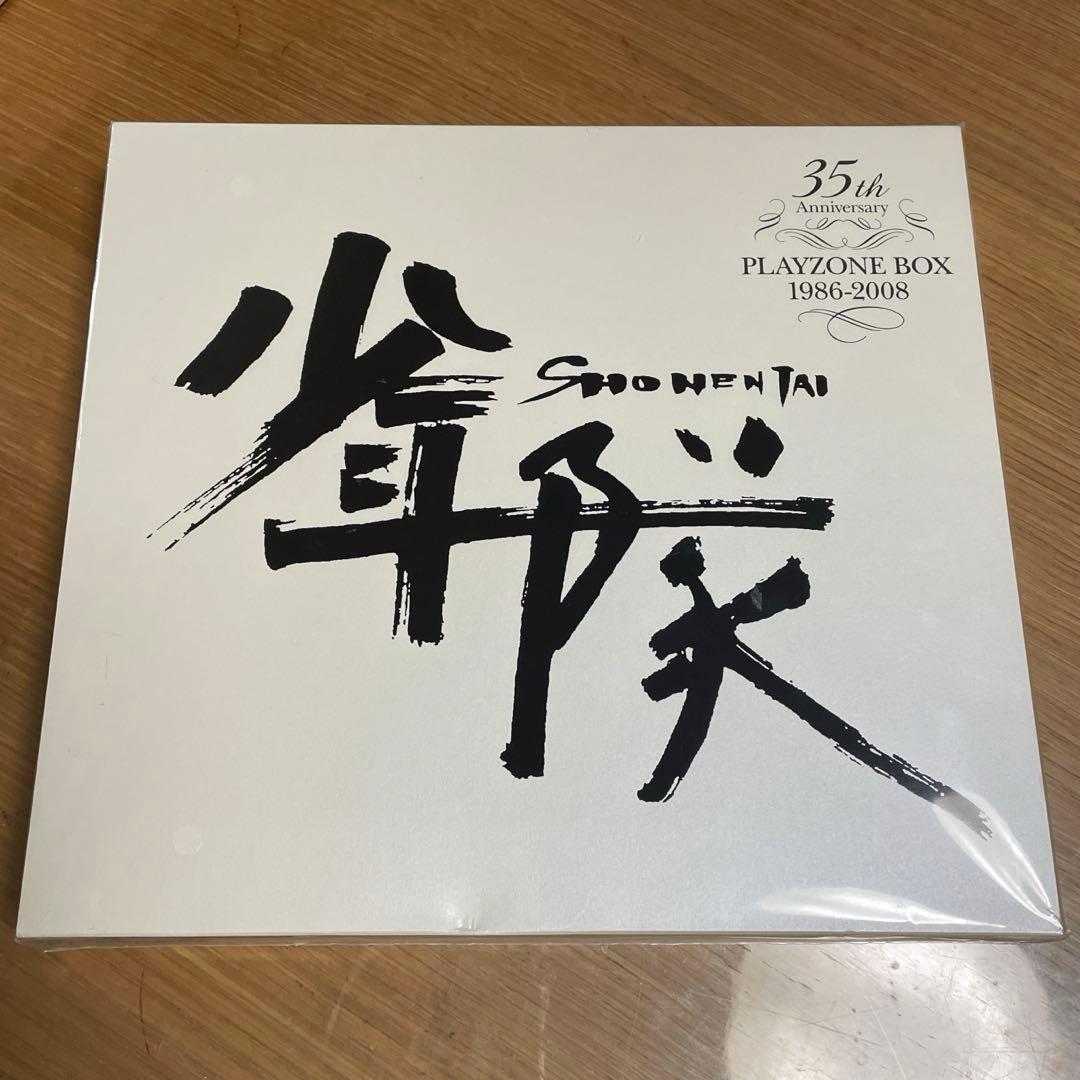 35th
Anniversary
PLAYZONE BOX
1986-2008
SHONENTAI
少年隊